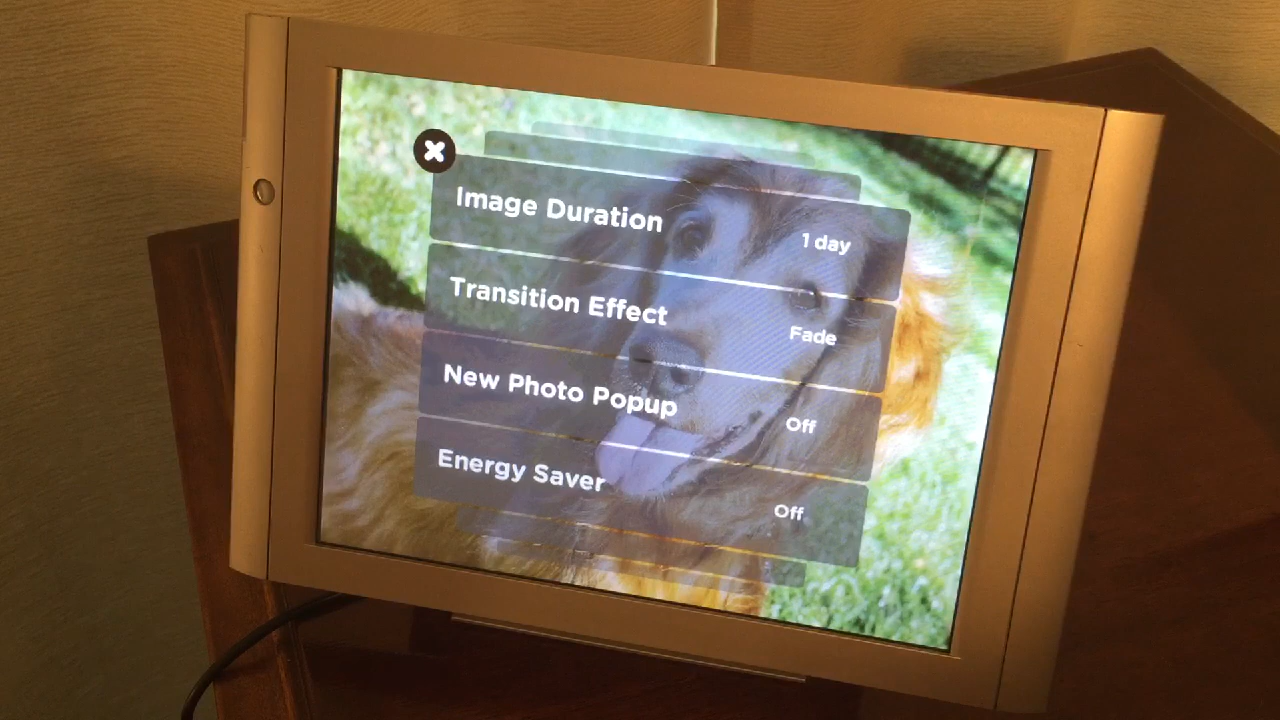 Image Duration 1 day
Transition Effect Fade
New Photo Popup Off
Energy Saver Off